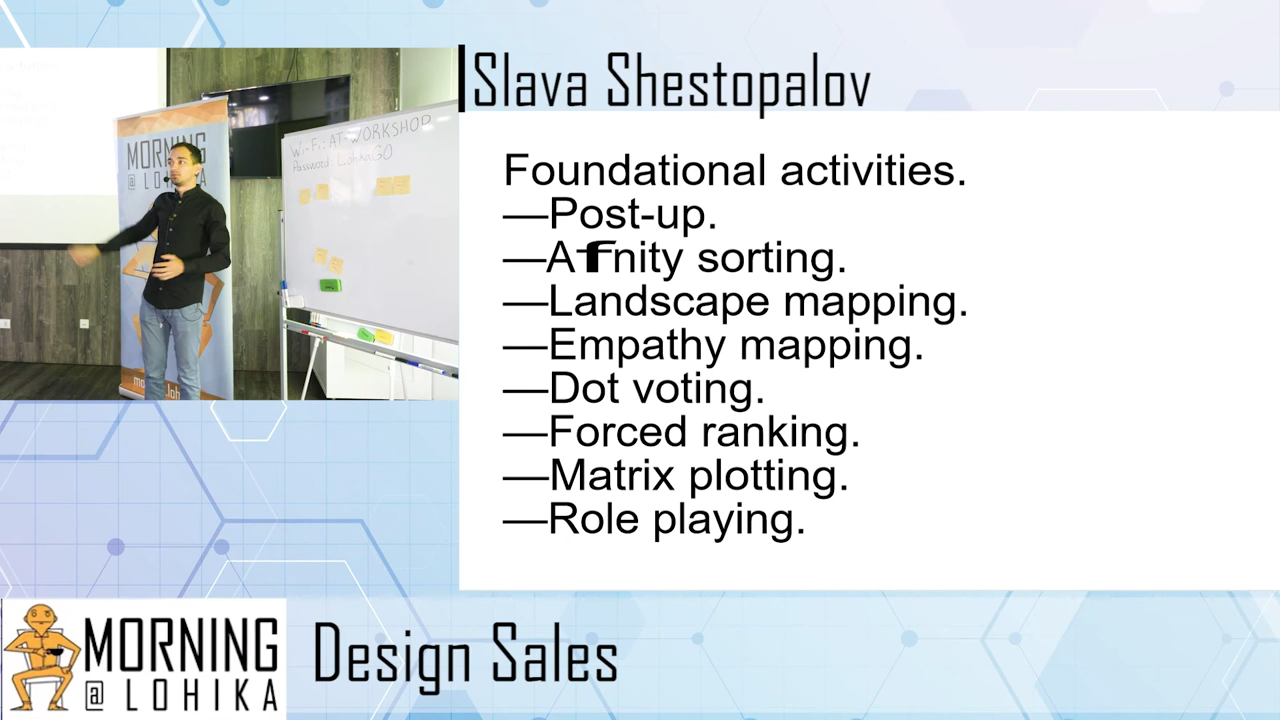 Slava Shestopalov
MORNING
@ LOHIKA
Wi-Fi: AT-WORKSHOP
Password: LohikaGO
Foundational activities.
—Post-up.
—Affinity sorting.
—Landscape mapping.
—Empathy mapping.
—Dot voting.
—Forced ranking.
—Matrix plotting.
—Role playing.
MORNING
@ LOHIKA
Design Sales